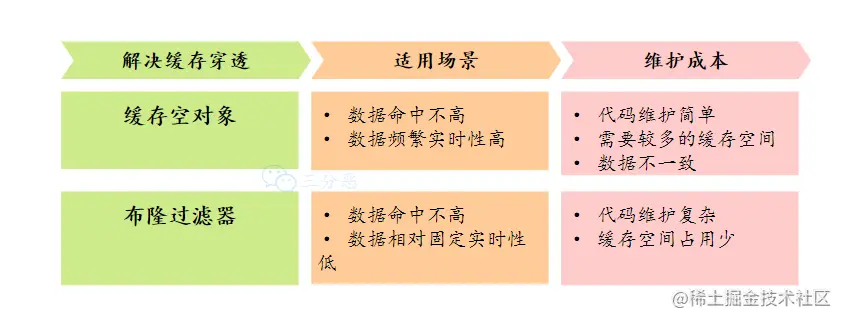 解决缓存穿透
适用场景
维护成本
缓存空对象
• 数据命中不高
• 数据频繁实时性高
• 代码维护简单
• 需要较多的缓存空间
• 数据不一致
三分恶
布隆过滤器
• 数据命中不高
• 数据相对固定实时性
低
• 代码维护复杂
• 缓存空间占用少
@稀土掘金技术社区